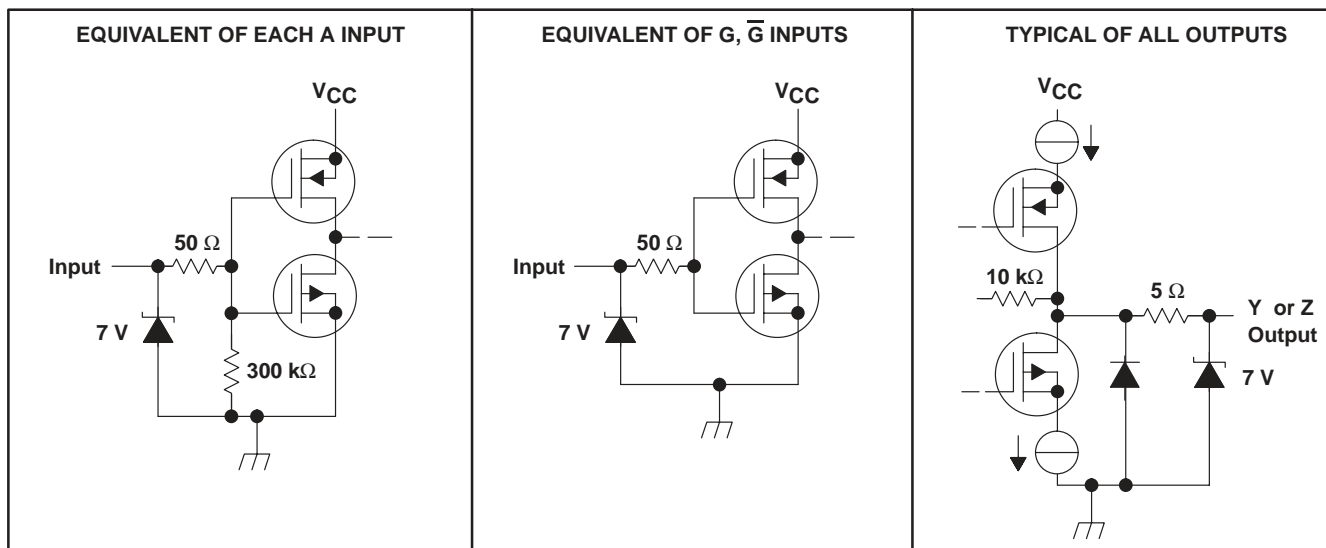 EQUIVALENT OF EACH A INPUT
VCC
50 Ω
Input
7 V
300 kΩ
EQUIVALENT OF G, G̅ INPUTS
VCC
50 Ω
Input
7 V
TYPICAL OF ALL OUTPUTS
VCC
10 kΩ
5 Ω
Y or Z
Output
7 V